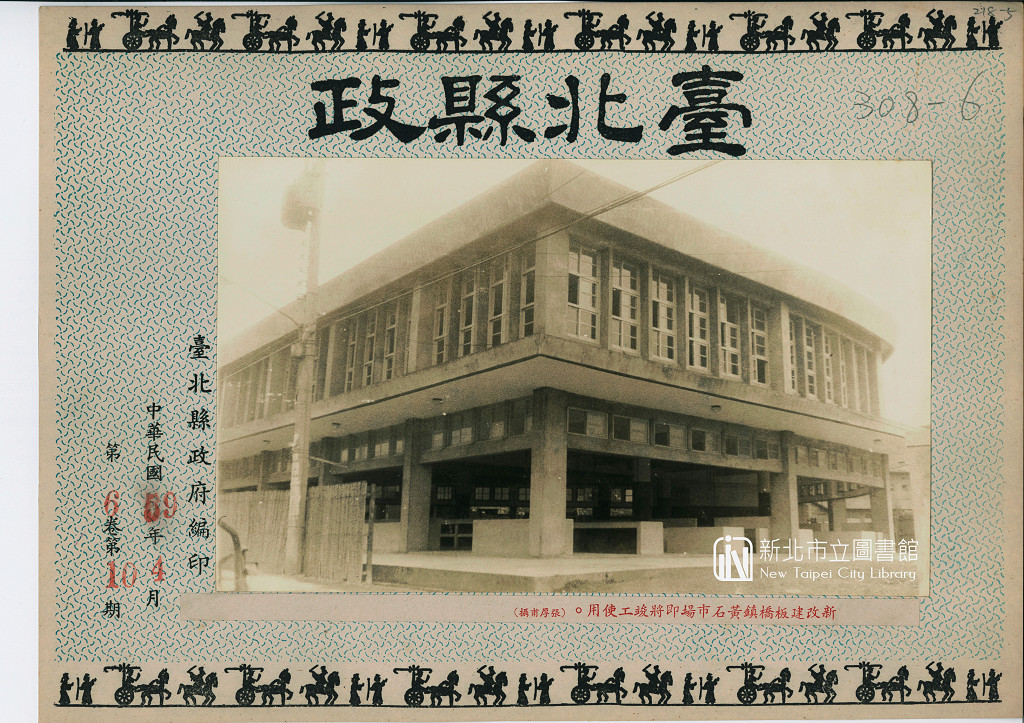 278-5
308-6
臺北縣政
臺北縣政府編印
中華民國59年4月
第6卷第10期
新北市立圖書館
New Taipei City Library
新改建板橋鎮黃石市場即將竣工使用。(張厚甫攝)